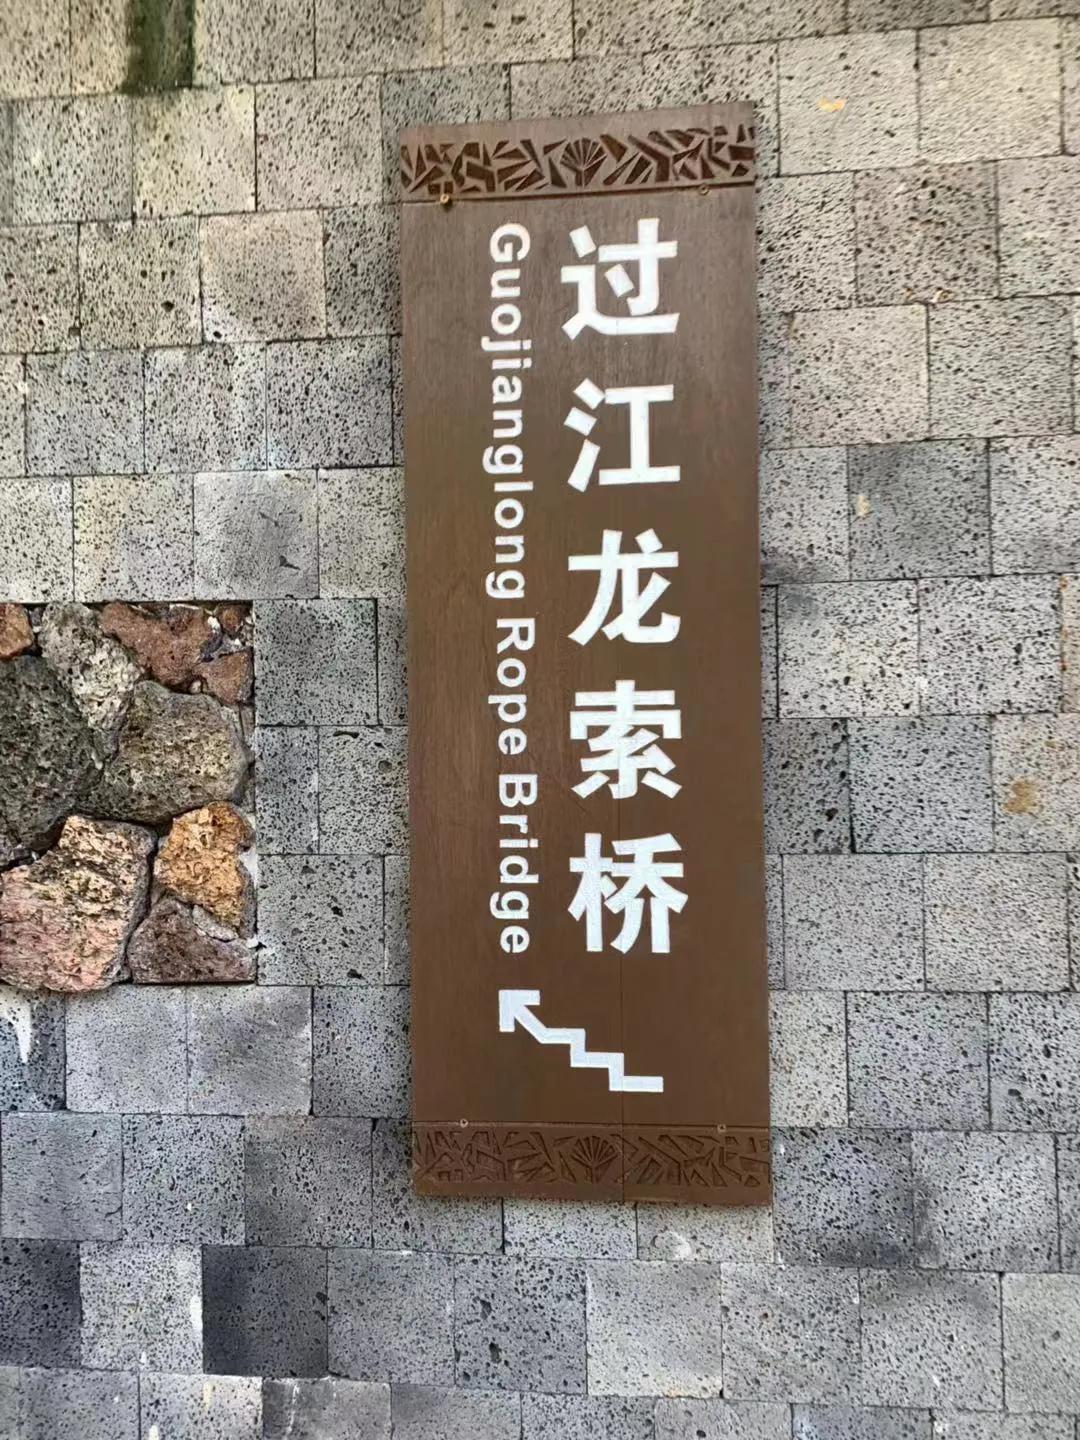 过江龙索桥
Guojianglong Rope Bridge